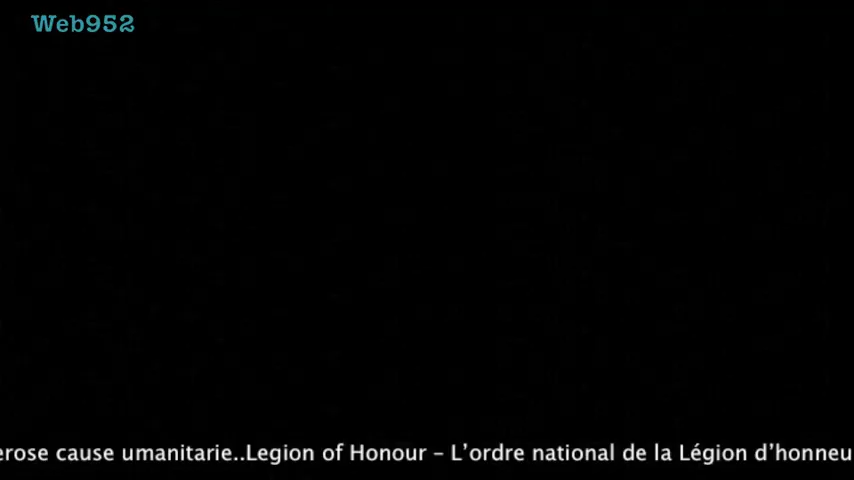 Web952
erose cause umanitarie..Legion of Honour – L’ordre national de la Légion d’honneu